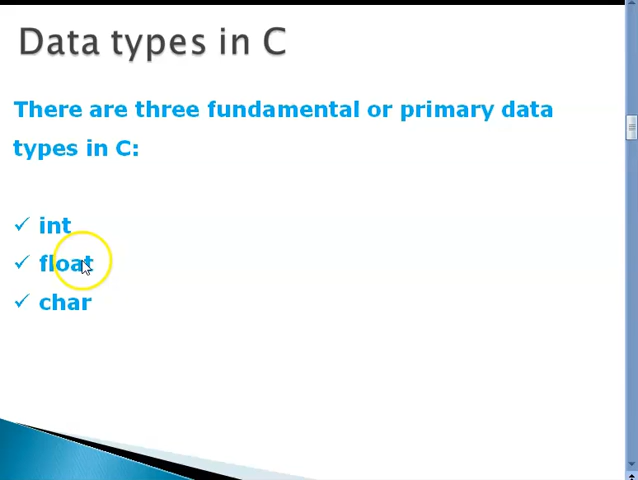 Data types in C
There are three fundamental or primary data
types in C:
✓ int
✓ float
✓ char